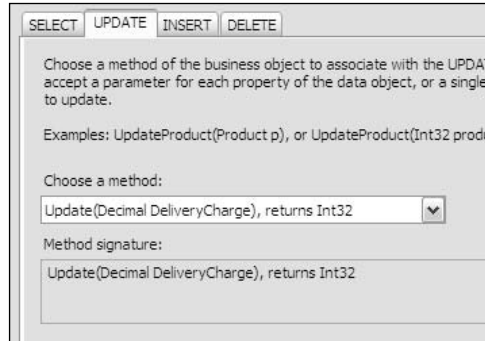 SELECT UPDATE INSERT DELETE
Choose a method of the business object to associate with the
accept a parameter for each property of the data object, or a single
to update.
Examples: UpdateProduct(Product p), or UpdateProduct(Int32
Choose a method:
Update(Decimal DeliveryCharge), returns Int32
Method signature:
Update(Decimal DeliveryCharge), returns Int32